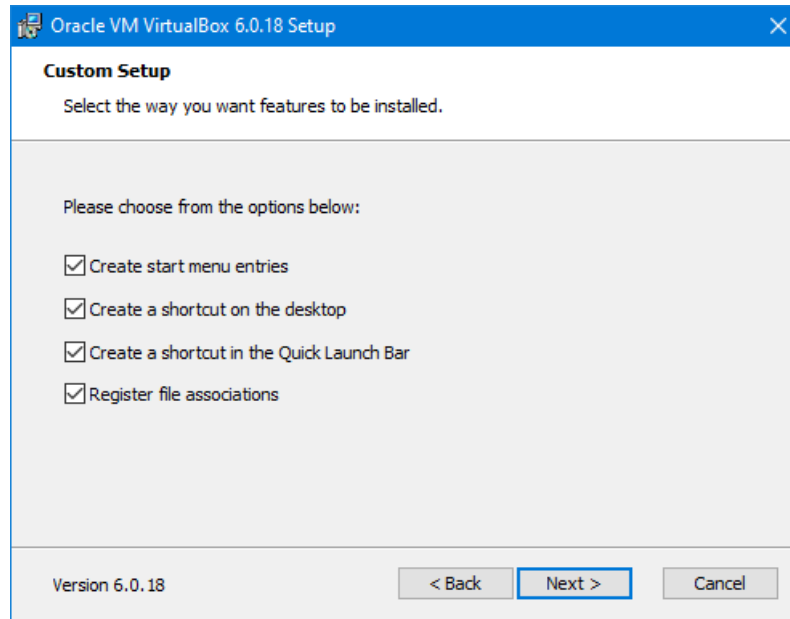 Oracle VM VirtualBox 6.0.18 Setup
Custom Setup
Select the way you want features to be installed.
Please choose from the options below:
Create start menu entries
Create a shortcut on the desktop
Create a shortcut in the Quick Launch Bar
Register file associations
Version 6.0.18
< Back
Next >
Cancel